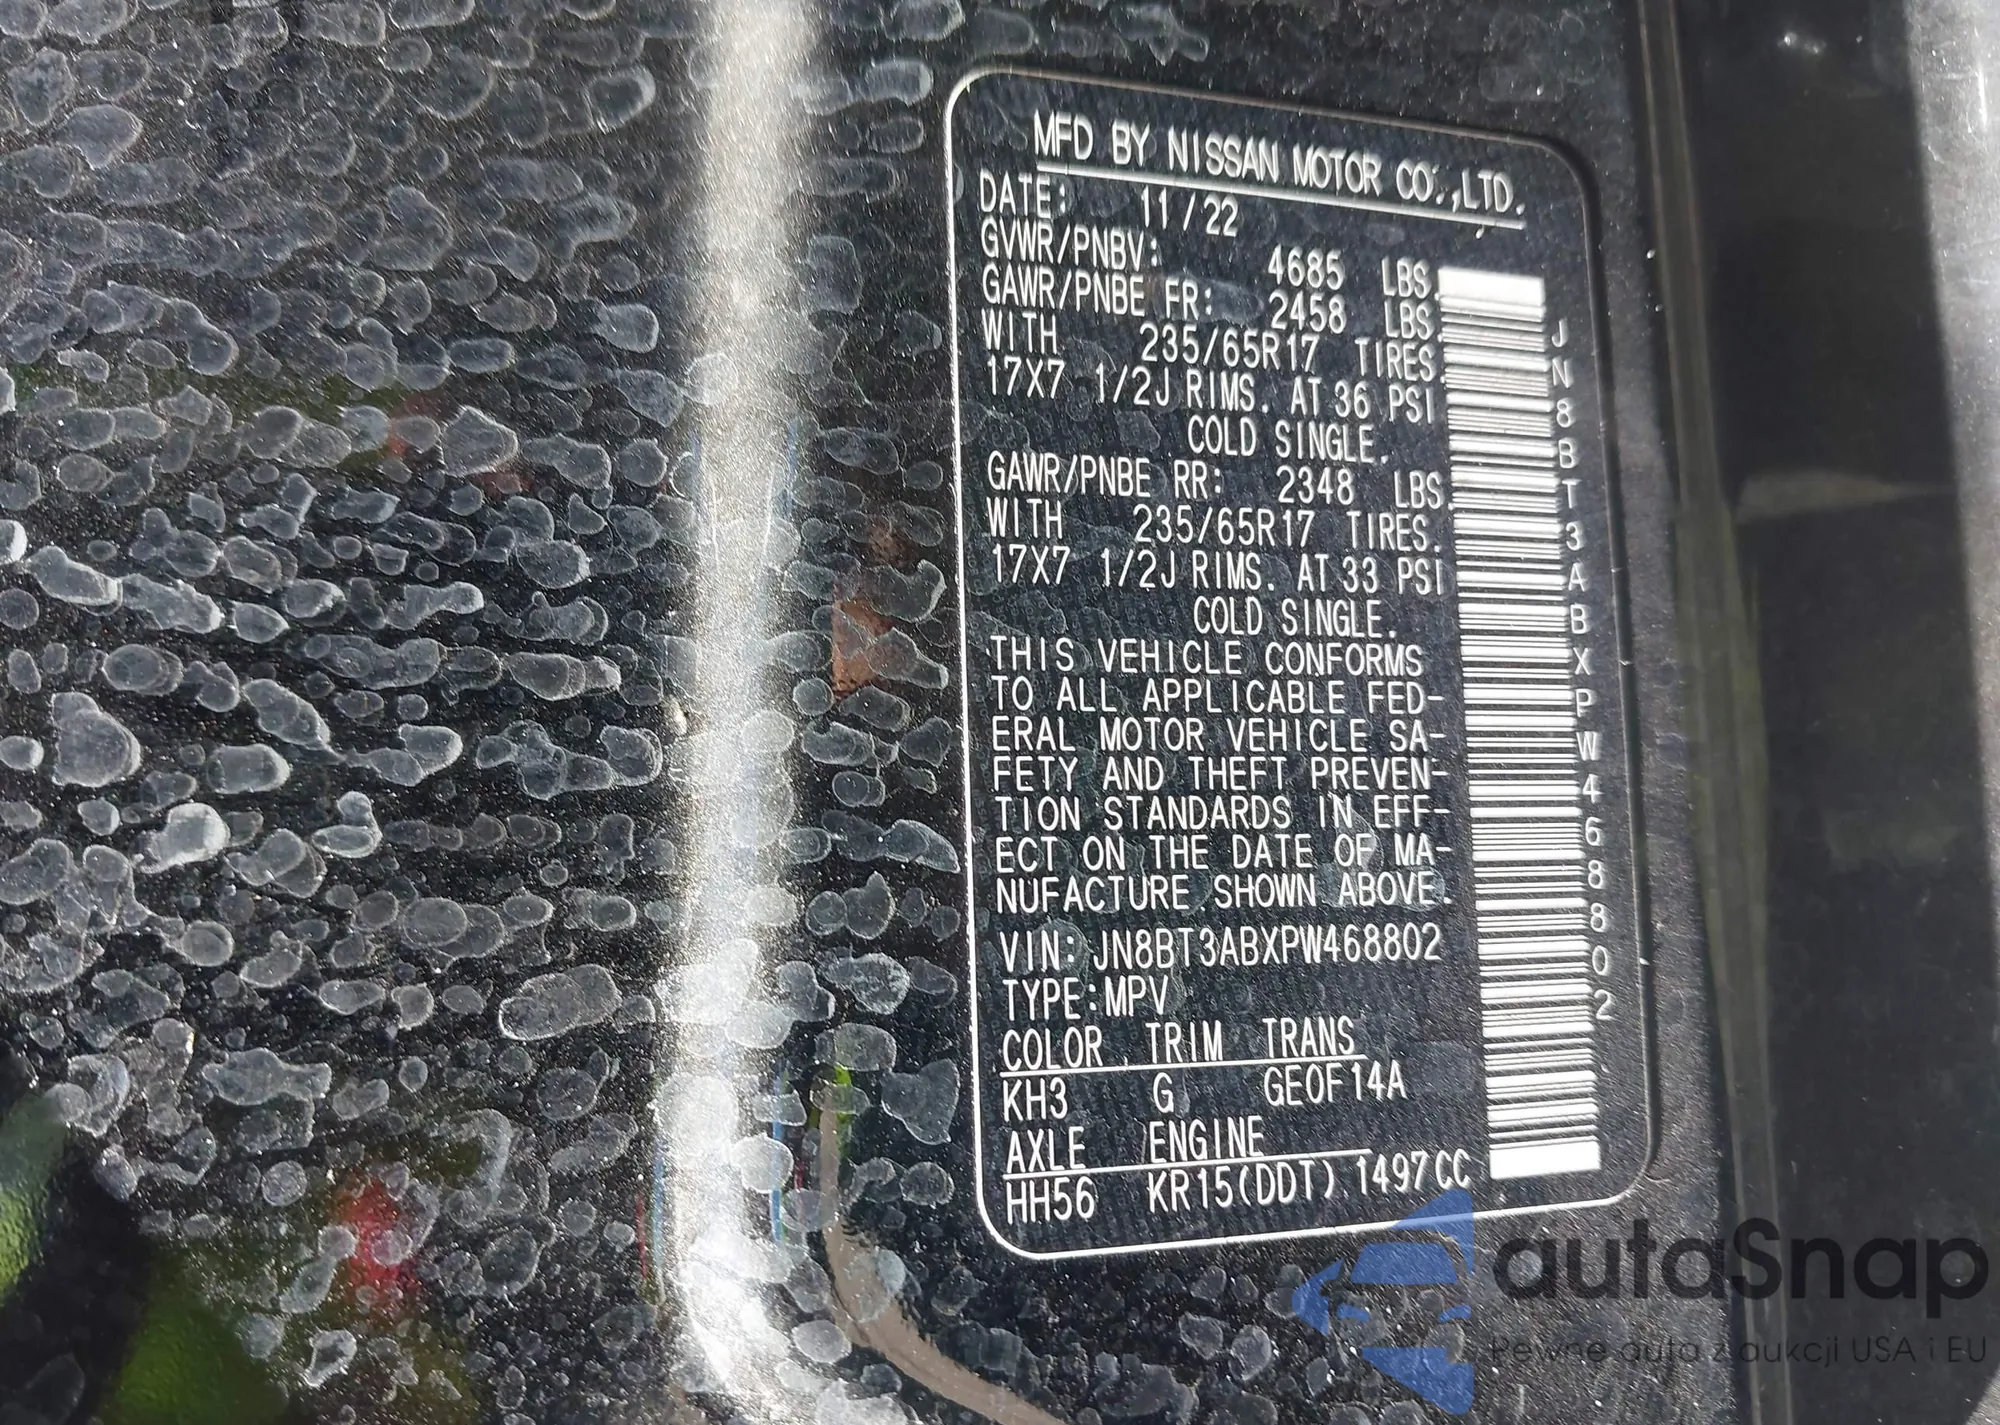 MFD BY NISSAN MOTOR CO.,LTD.
DATE: 11/22
GVWR/PNBV: 4685 LBS.
GAWR/PNBE FR: 2458 LBS.
WITH 235/65R17 TIRES.
17X7 1/2J RIMS. AT 36 PSI
COLD SINGLE.
GAWR/PNBE RR: 2348 LBS.
WITH 235/65R17 TIRES.
17X7 1/2J RIMS. AT 33 PSI
COLD SINGLE.
THIS VEHICLE CONFORMS
TO ALL APPLICABLE FED-
ERAL MOTOR VEHICLE SA-
FETY AND THEFT PREVEN-
TION STANDARDS IN EFF-
ECT ON THE DATE OF MA-
NUFACTURE SHOWN ABOVE.
VIN: JN8BT3ABXPW468802
TYPE:MPV
COLOR TRIM TRANS
KH3 G GE0F14A
AXLE ENGINE
HH56 KR15(DDT) 1497CC
JN8BT3ABXPW468802
autaSnap
Pewne auta z aukcji USA i EU